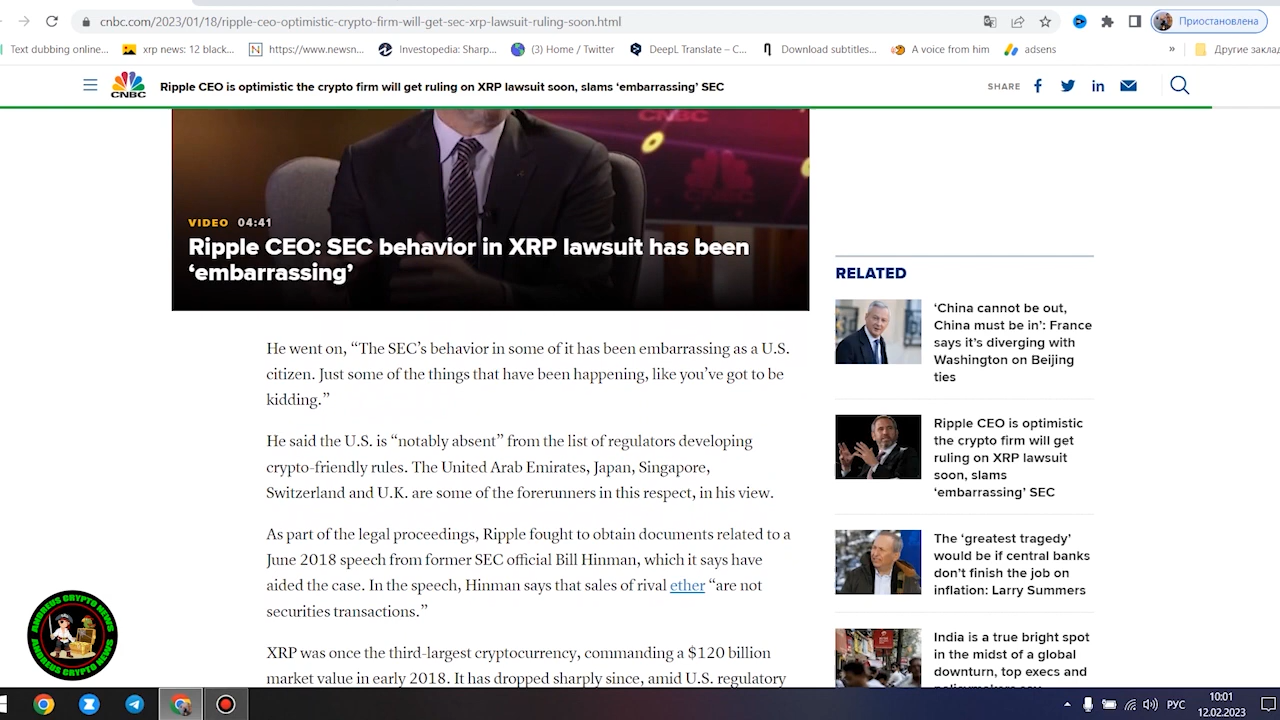 cnbc.com/2023/01/18/ripple-ceo-optimistic-crypto-firm-will-get-sec-xrp-lawsuit-ruling-soon.html
Приостановлена
Text dubbing online...
xrp news: 12 black...
https://www.newsn...
Investopedia: Sharp...
(3) Home / Twitter
DeepL Translate – C...
Download subtitles...
A voice from him
adsens
»
Другие закла
CNBC
Ripple CEO is optimistic the crypto firm will get ruling on XRP lawsuit soon, slams ‘embarrassing’ SEC
SHARE
CNBC
VIDEO 04:41
Ripple CEO: SEC behavior in XRP lawsuit has been
‘embarrassing’
He went on, “The SEC’s behavior in some of it has been embarrassing as a U.S.
citizen. Just some of the things that have been happening, like you’ve got to be
kidding.”
He said the U.S. is “notably absent” from the list of regulators developing
crypto-friendly rules. The United Arab Emirates, Japan, Singapore,
Switzerland and U.K. are some of the forerunners in this respect, in his view.
As part of the legal proceedings, Ripple fought to obtain documents related to a
June 2018 speech from former SEC official Bill Hinman, which it says have
aided the case. In the speech, Hinman says that sales of rival ether “are not
securities transactions.”
XRP was once the third-largest cryptocurrency, commanding a $120 billion
market value in early 2018. It has dropped sharply since, amid U.S. regulatory
RELATED
‘China cannot be out,
China must be in’: France
says it’s diverging with
Washington on Beijing
ties
Ripple CEO is optimistic
the crypto firm will get
ruling on XRP lawsuit
soon, slams
‘embarrassing’ SEC
The ‘greatest tragedy’
would be if central banks
don’t finish the job on
inflation: Larry Summers
India is a true bright spot
in the midst of a global
downturn, top execs and
ANDREUS CRYPTO NEWS
ANDREUS CRYPTO NEWS
РУС
10:01
12.02.2023